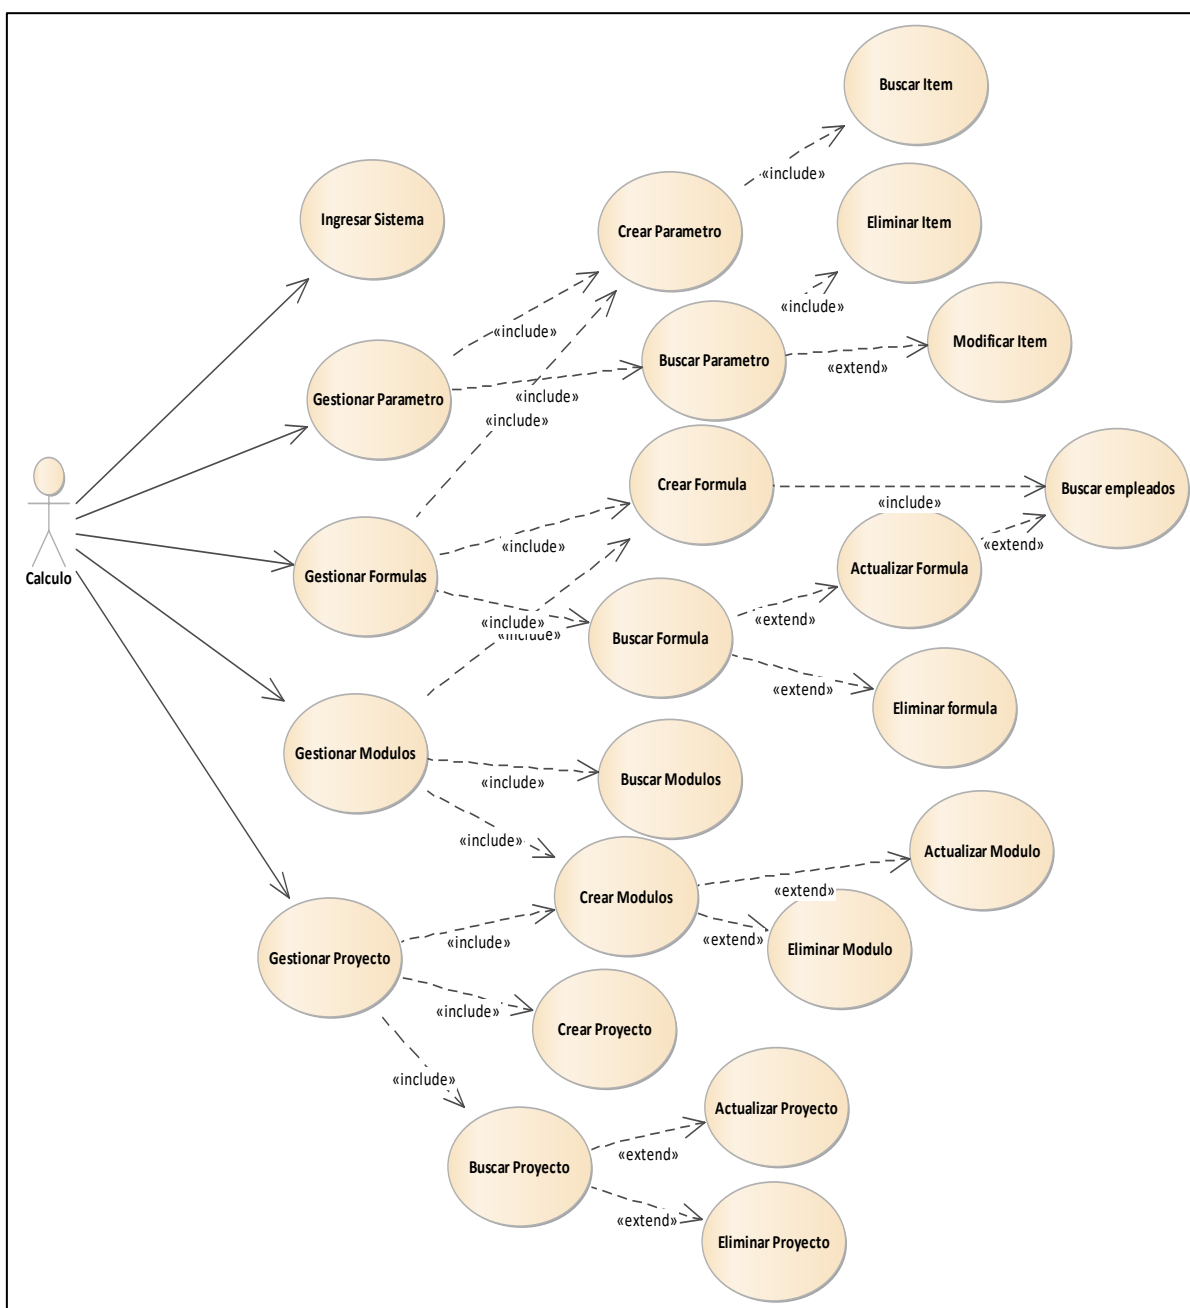 Buscar Item
«include»
Ingresar Sistema
Crear Parametro
Eliminar Item
«include»
«include»
Modificar Item
Buscar Parametro
«extend»
Gestionar Parametro
«include»
«include»
Crear Formula
Buscar empleados
«include»
«include»
«extend»
Calculo
Gestionar Formulas
Actualizar Formula
«include»
«include»
Buscar Formula
«extend»
«extend»
Eliminar formula
Gestionar Modulos
«include»
Buscar Modulos
«include»
Actualizar Modulo
«extend»
Crear Modulos
«include»
«extend»
Eliminar Modulo
Gestionar Proyecto
«include»
Crear Proyecto
«include»
Actualizar Proyecto
«extend»
Buscar Proyecto
«extend»
Eliminar Proyecto